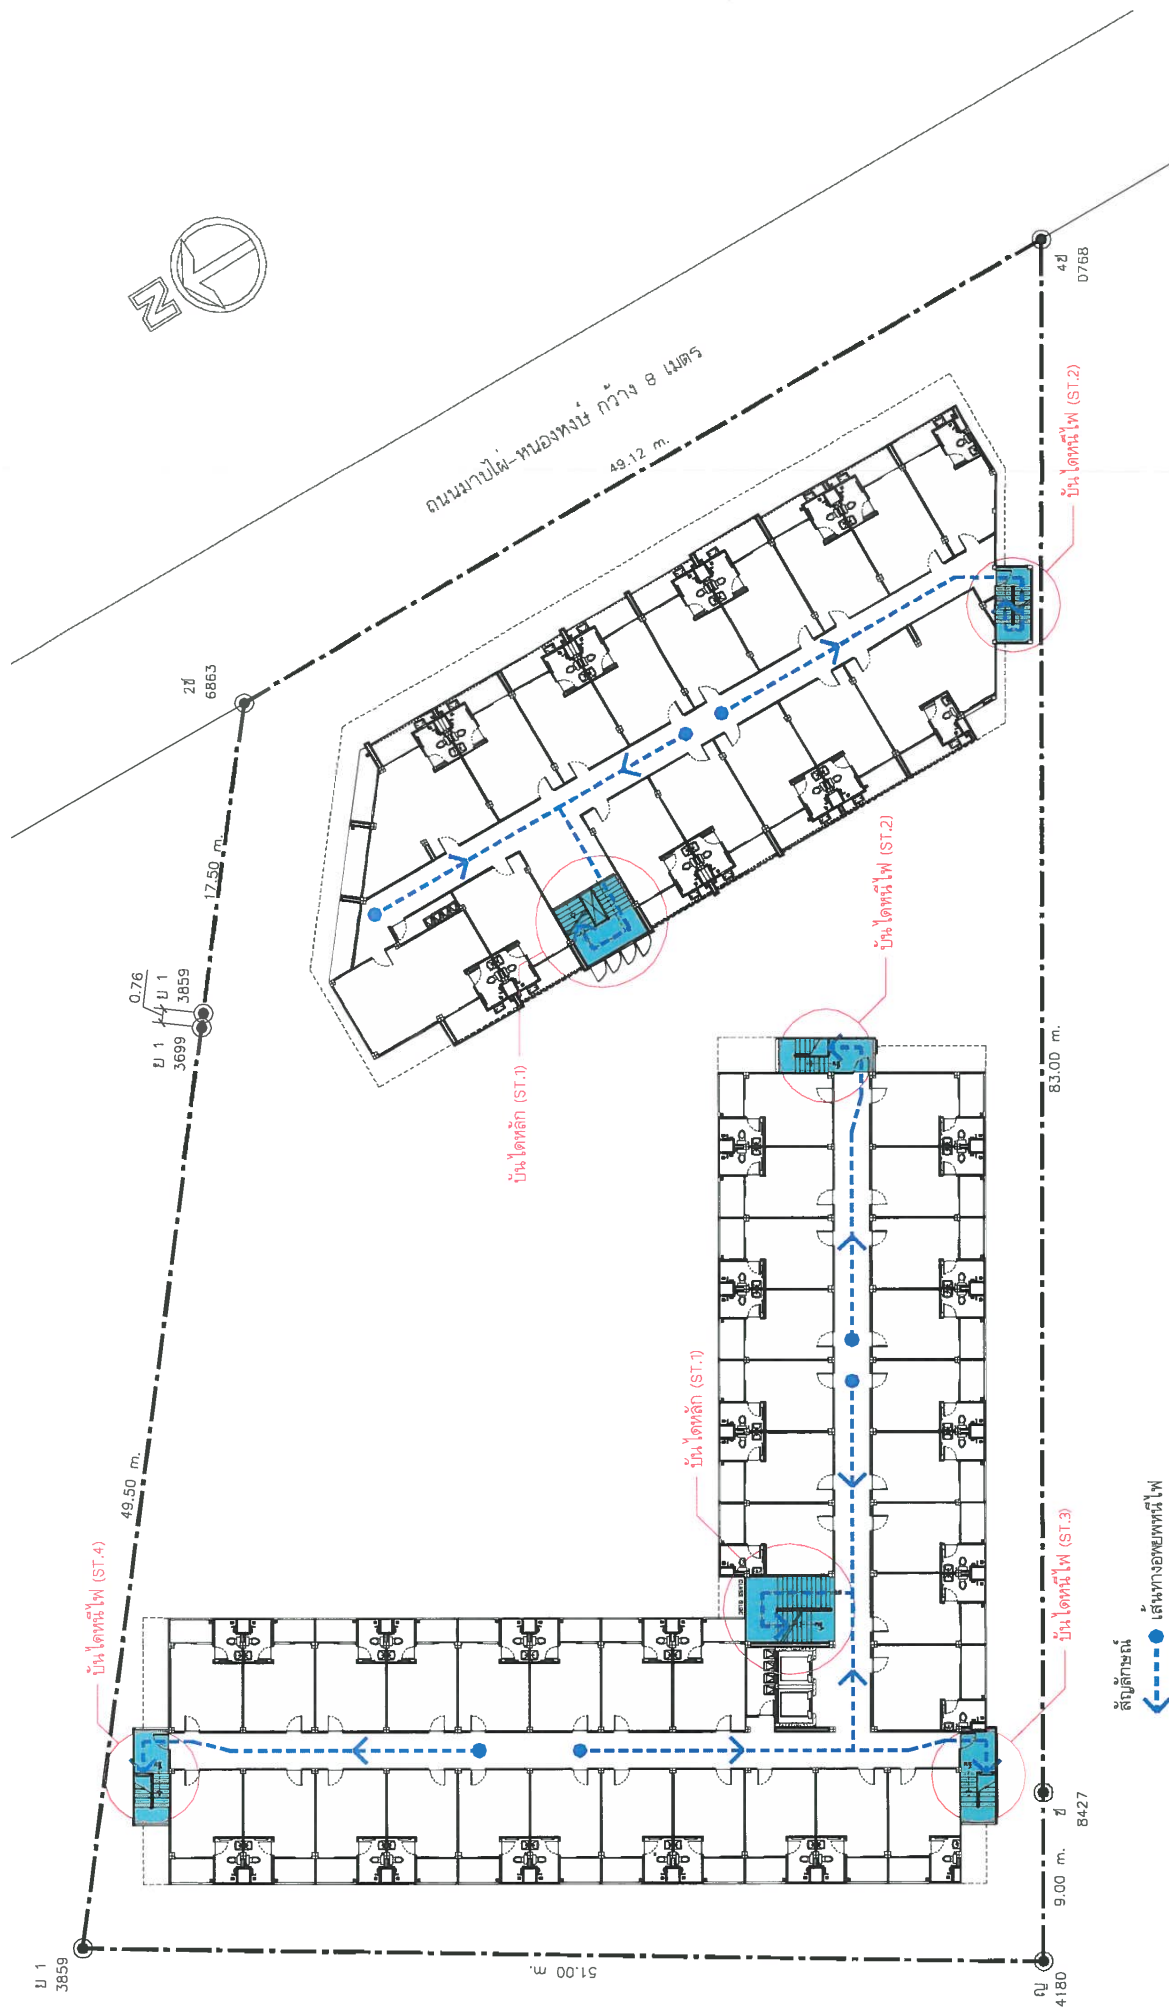 N
ถนนมาบไผ่-หนองหงษ์ กว้าง 8 เมตร
49.12 m.
4ป
D768
2ป
6863
17.50 m.
0.76
ย 1
3859
ย 1
3699
บันไดหนีไฟ (ST.2)
บันไดหลัก (ST.1)
บันไดหนีไฟ (ST.2)
83.00 m.
49.50 m.
บันไดหลัก (ST.1)
บันไดหนีไฟ (ST.4)
บันไดหนีไฟ (ST.3)
ย 1
3859
51.00 m.
9.00 m.
8427
4180
สัญลักษณ์
เส้นทางอพยพหนีไฟ